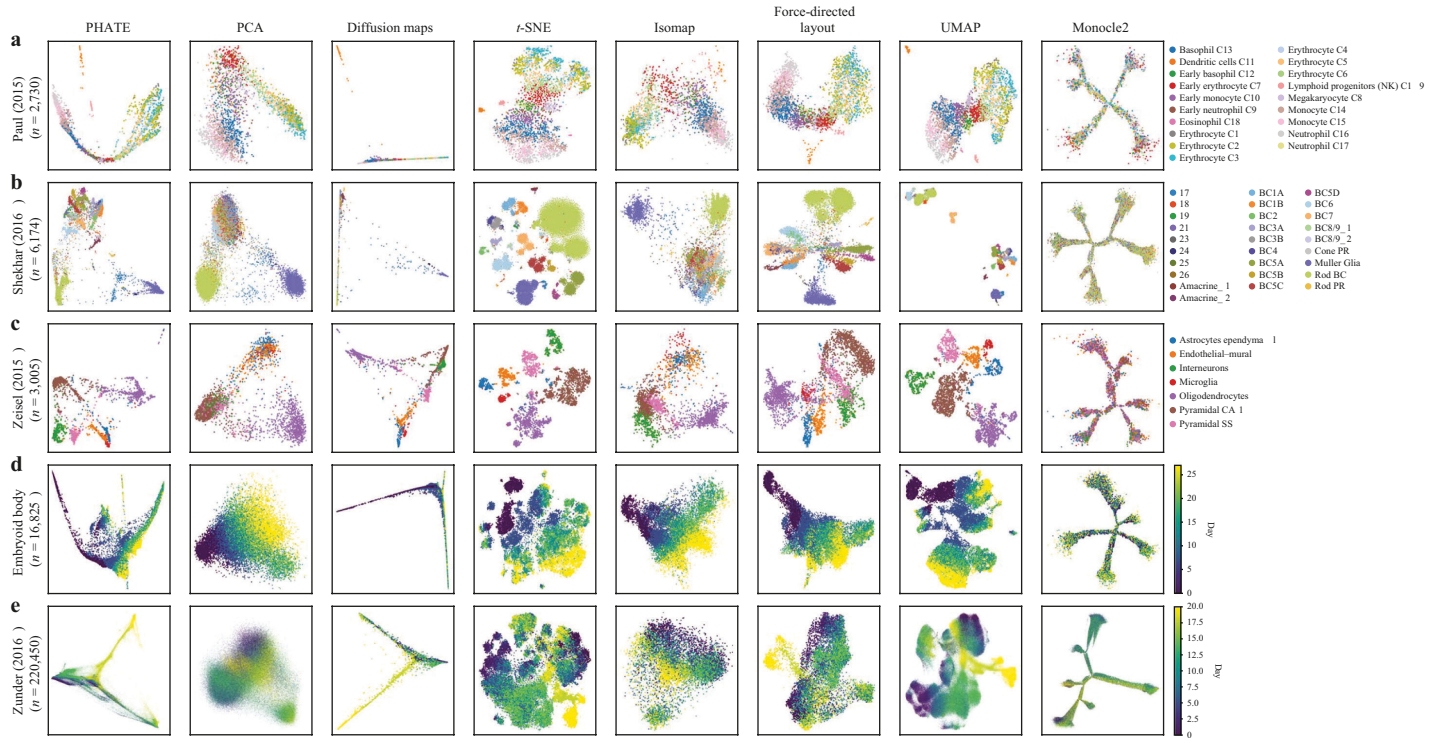 PHATE
PCA
Diffusion maps
t-SNE
Isomap
Force-directed
layout
UMAP
Monocle2
a
Paul (2015)
(n = 2,730)
Basophil C13
Dendritic cells C11
Early basophil C12
Early erythrocyte C7
Early monocyte C10
Early neutrophil C9
Eosinophil C18
Erythrocyte C1
Erythrocyte C2
Erythrocyte C3
Erythrocyte C4
Erythrocyte C5
Erythrocyte C6
Lymphoid progenitors (NK) C1 9
Megakaryocyte C8
Monocyte C14
Monocyte C15
Neutrophil C16
Neutrophil C17
b
Shekhar (2016 )
(n = 6,174)
17
18
19
21
23
24
25
26
Amacrine_ 1
Amacrine_ 2
BC1A
BC1B
BC2
BC3A
BC3B
BC4
BC5A
BC5B
BC5C
BC5D
BC6
BC7
BC8/9_1
BC8/9_2
Cone PR
Muller Glia
Rod BC
Rod PR
c
Zeisel (2015 )
(n = 3,005)
Astrocytes ependyma 1
Endothelial–mural
Interneurons
Microglia
Oligodendrocytes
Pyramidal CA 1
Pyramidal SS
d
Embryoid body
(n = 16,825 )
25
20
15
10
5
0
Day
e
Zunder (2016 )
(n = 220,450)
20.0
17.5
15.0
12.5
10.0
7.5
5.0
2.5
0
Day